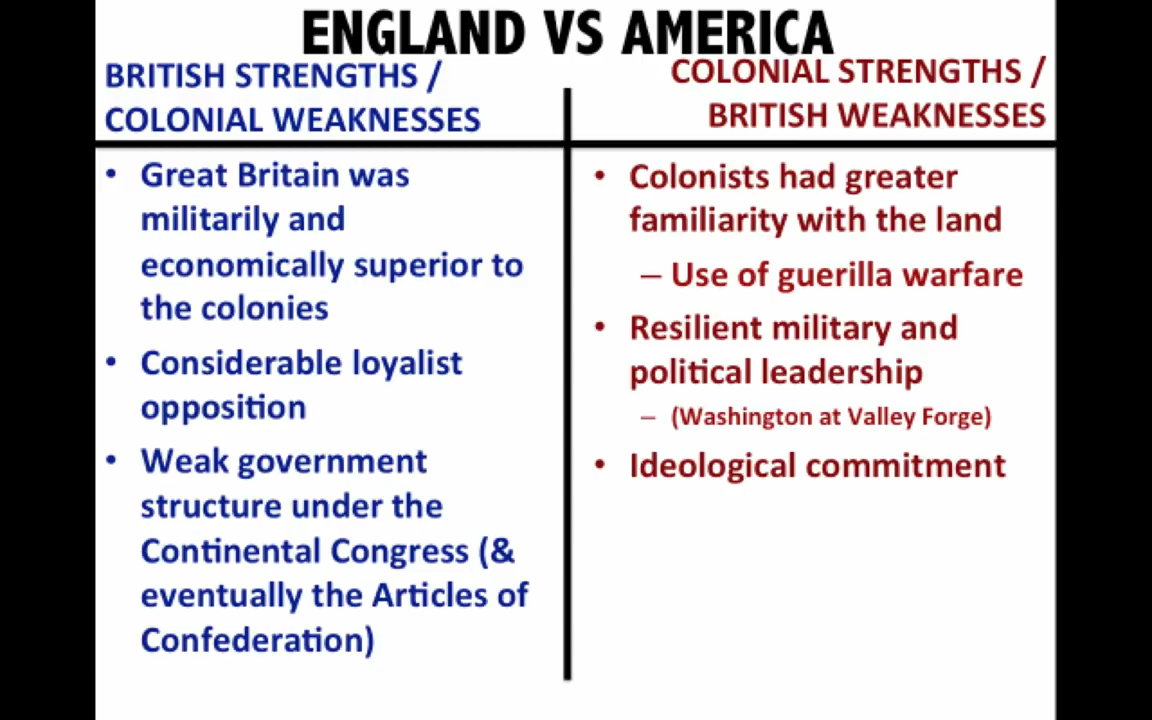 ENGLAND VS AMERICA
BRITISH STRENGTHS /
COLONIAL WEAKNESSES
• Great Britain was
militarily and
economically superior to
the colonies
• Considerable loyalist
opposition
• Weak government
structure under the
Continental Congress (&
eventually the Articles of
Confederation)
COLONIAL STRENGTHS /
BRITISH WEAKNESSES
• Colonists had greater
familiarity with the land
– Use of guerilla warfare
• Resilient military and
political leadership
– (Washington at Valley Forge)
• Ideological commitment